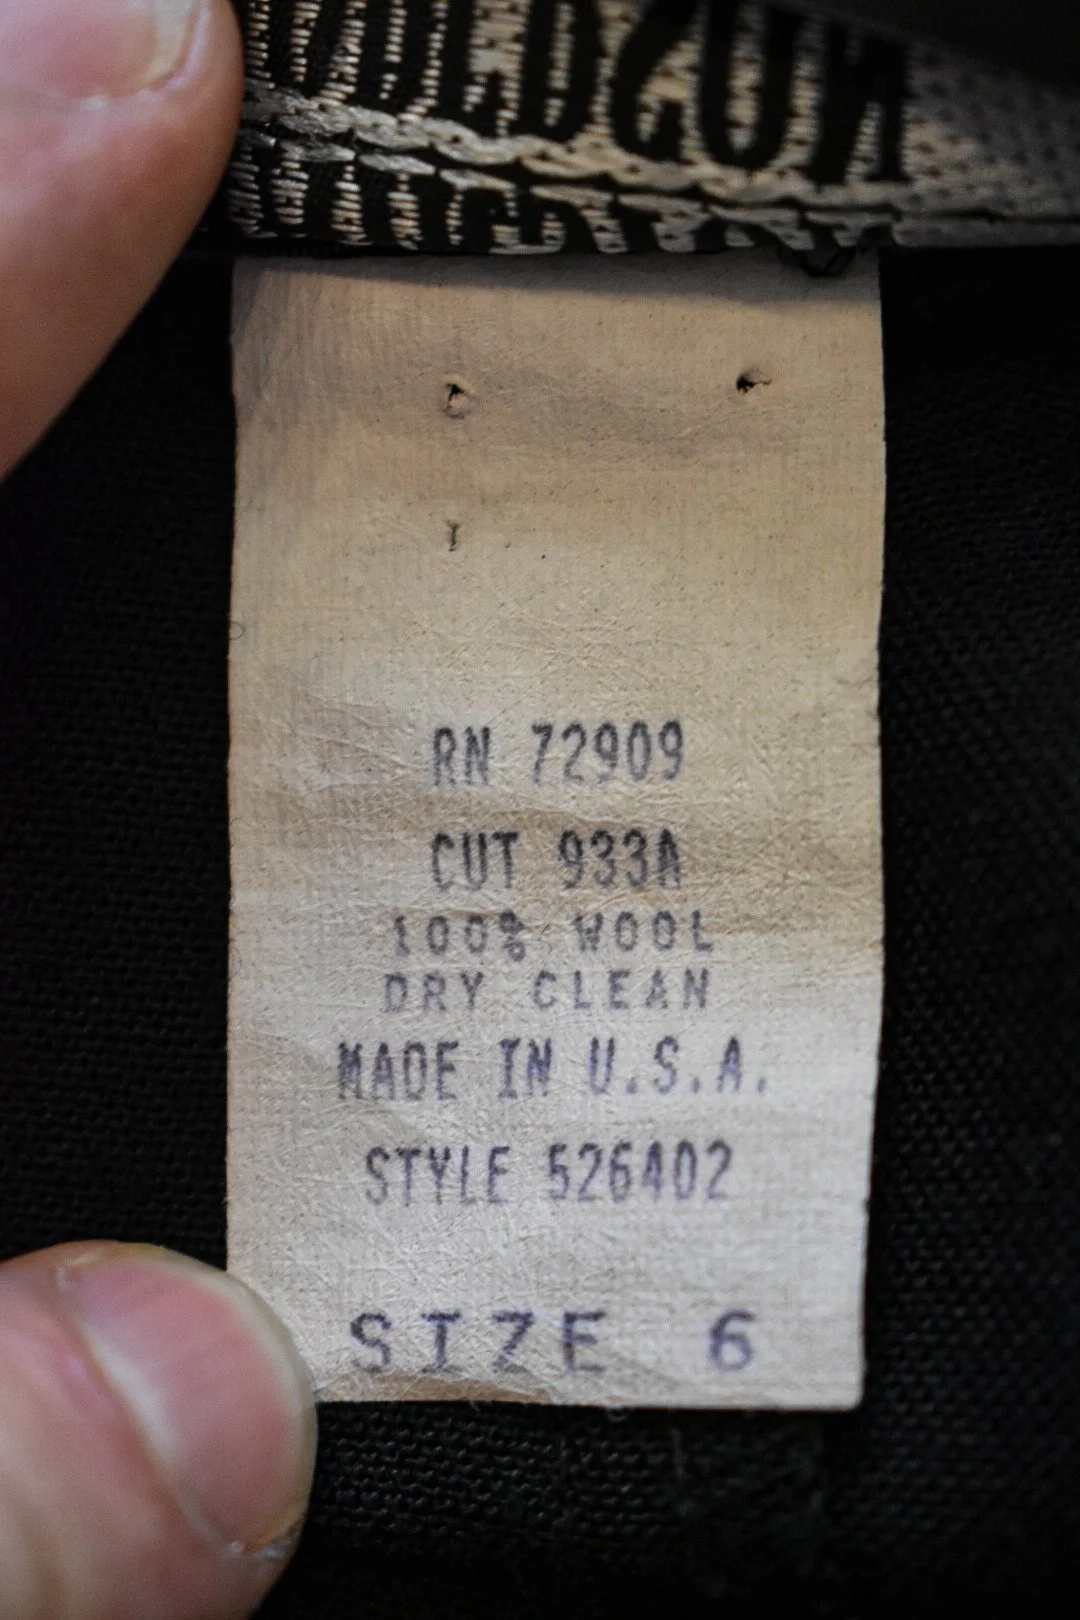 RN 72909
CUT 933A
100% WOOL
DRY CLEAN
MADE IN U.S.A.
STYLE 526402
SIZE 6